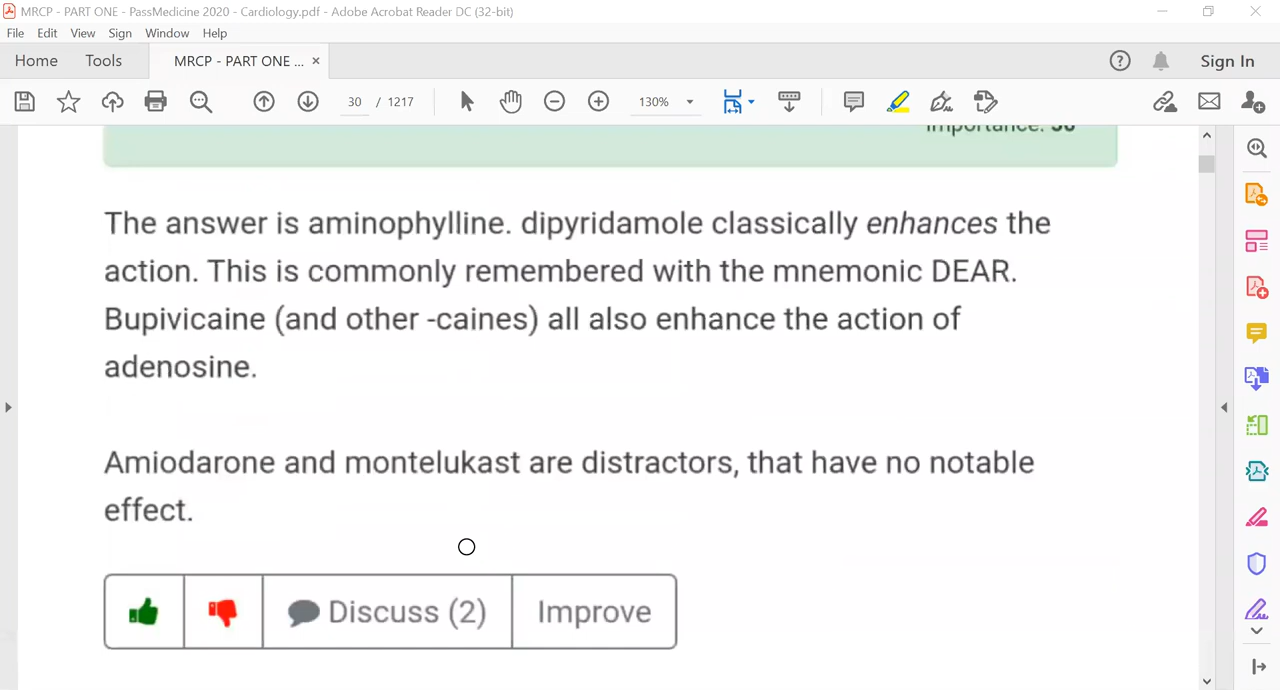 MRCP - PART ONE - PassMedicine 2020 - Cardiology.pdf - Adobe Acrobat Reader DC (32-bit)
File Edit View Sign Window Help
Home Tools MRCP - PART ONE ... × Sign In
30 / 1217 130%
Importance: 50
The answer is aminophylline. dipyridamole classically enhances the
action. This is commonly remembered with the mnemonic DEAR.
Bupivicaine (and other -caines) all also enhance the action of
adenosine.
Amiodarone and montelukast are distractors, that have no notable
effect.
Discuss (2) Improve